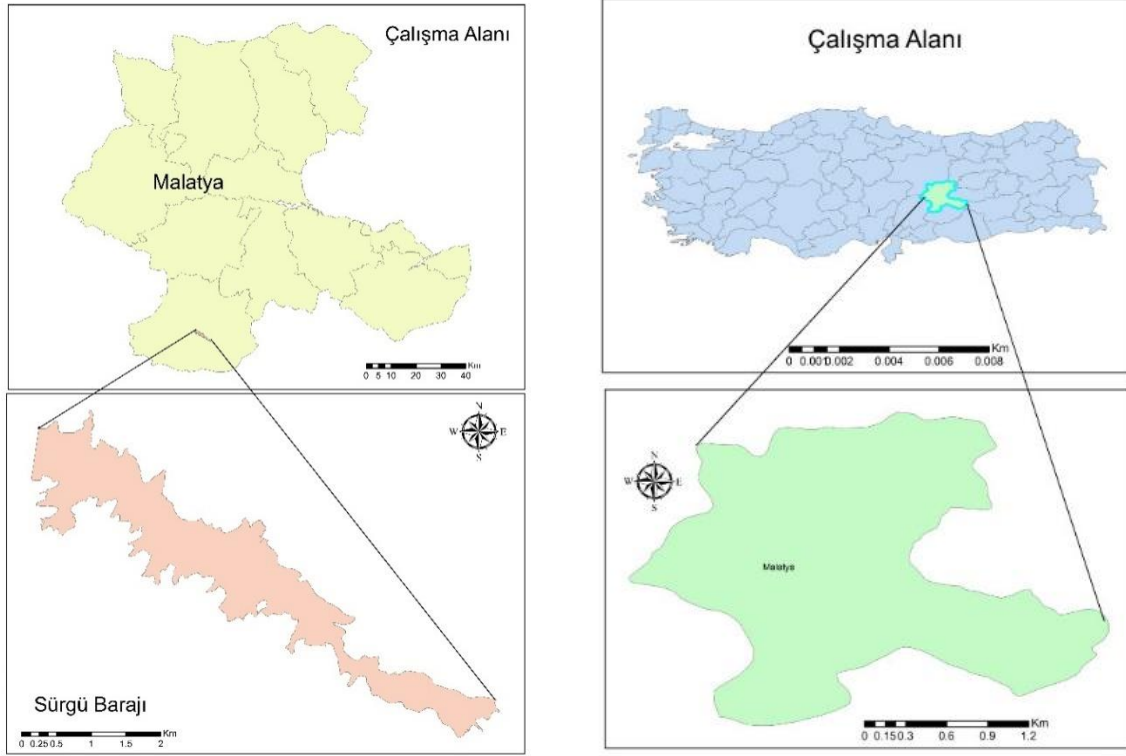 Çalışma Alanı
Malatya
Km
0 5 10 20 30 40
N
W E
S
Sürgü Barajı
Km
0 0.25 0.5 1 1.5 2
Çalışma Alanı
Km
0 0.0010.002 0.004 0.006 0.008
N
W E
S
Malatya
Km
0 0.15 0.3 0.6 0.9 1.2